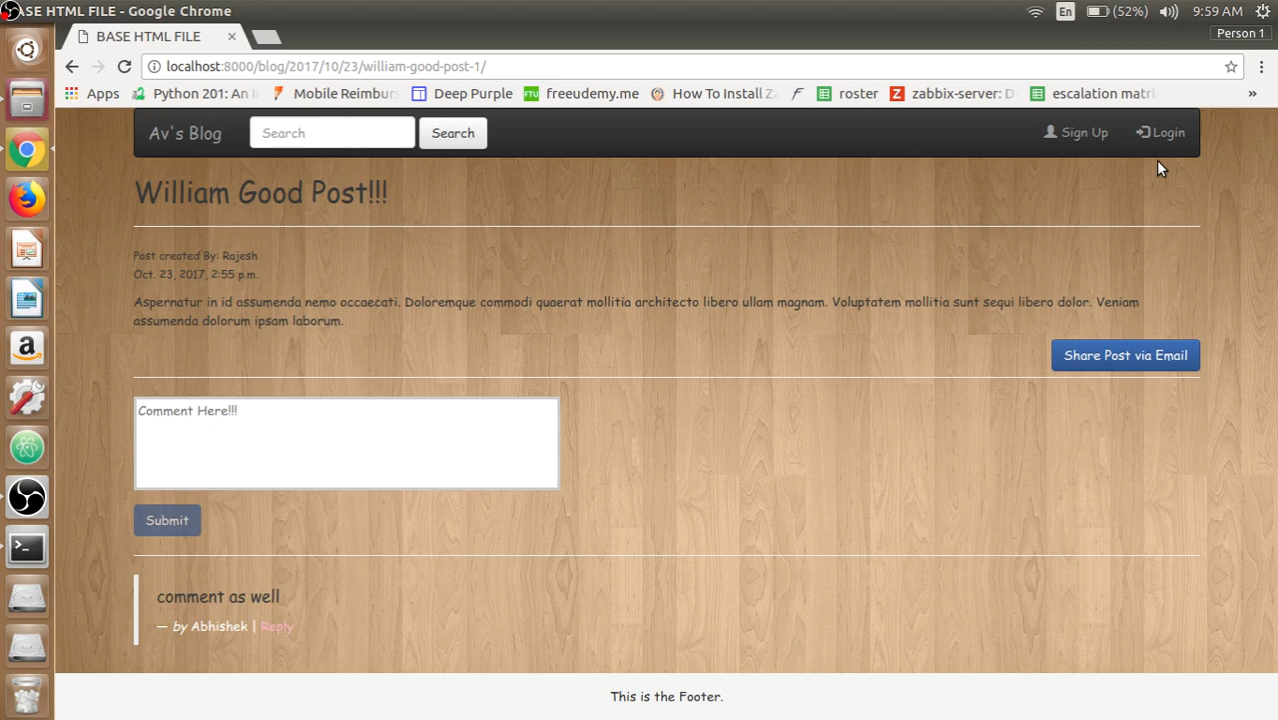 BASE HTML FILE - Google Chrome
En
(52%)
9:59 AM
BASE HTML FILE
Person 1
localhost:8000/blog/2017/10/23/william-good-post-1/
Apps
Python 201: An
Mobile Reimburs
Deep Purple
FTU freeudemy.me
How To Install Za
roster
Z zabbix-server: D
escalation matri
»
Av's Blog
Search
Search
Sign Up
Login
William Good Post!!!
Post created By: Rajesh
Oct. 23, 2017, 2:55 p.m.
Aspernatur in id assumenda nemo occaecati. Doloremque commodi quaerat mollitia architecto libero ullam magnam. Voluptatem mollitia sunt sequi libero dolor. Veniam
assumenda dolorum ipsam laborum.
Share Post via Email
Comment Here!!!
Submit
comment as well
— by Abhishek | Reply
This is the Footer.